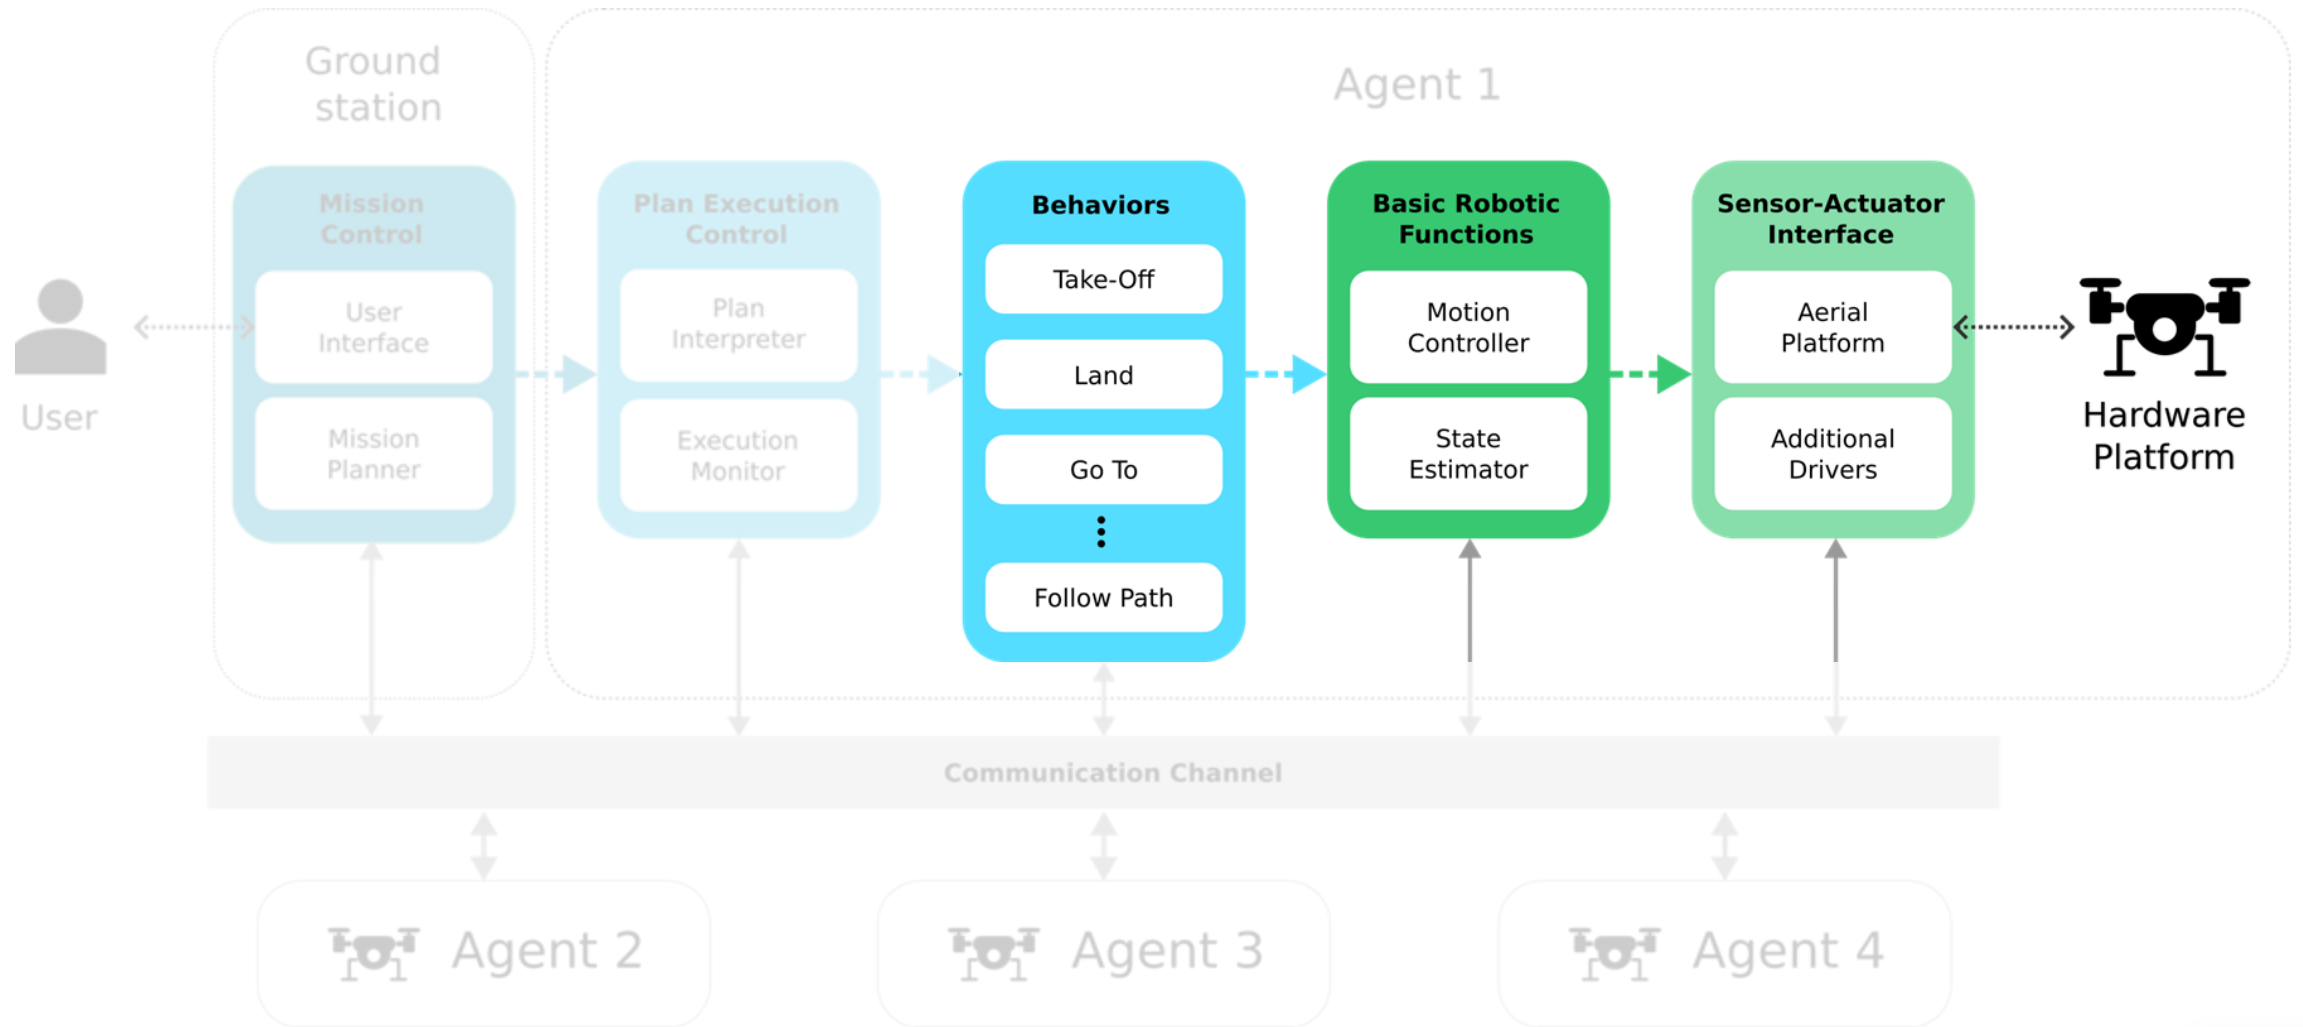 Ground
station
Agent 1
Mission
Control
User
Interface
Mission
Planner
Plan Execution
Control
Plan
Interpreter
Execution
Monitor
Behaviors
Take-Off
Land
Go To
Follow Path
Basic Robotic
Functions
Motion
Controller
State
Estimator
Sensor-Actuator
Interface
Aerial
Platform
Additional
Drivers
User
Hardware
Platform
Communication Channel
Agent 2
Agent 3
Agent 4